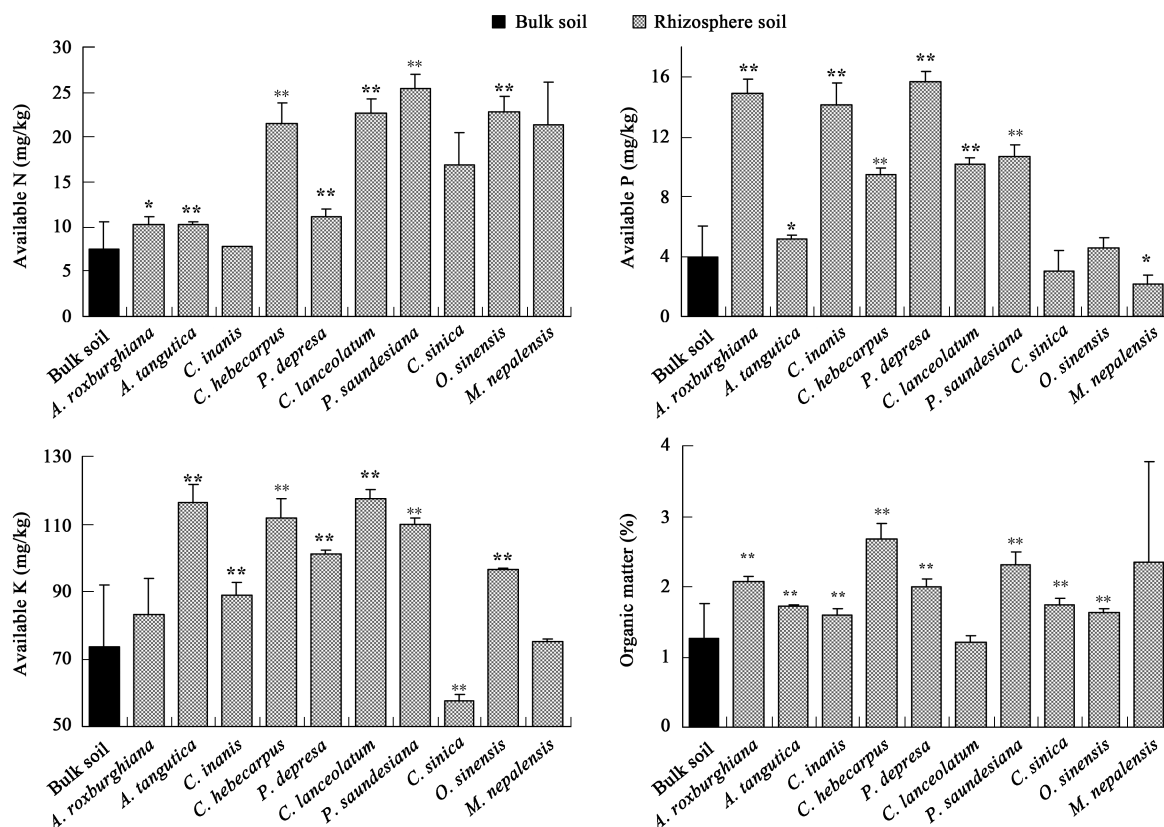 Bulk soil Rhizosphere soil
Available N (mg/kg)
30
25
20
15
10
5
0
* ** ** ** ** ** **
Bulk soil
A. roxburghiana
A. tangutica
C. inanis
C. hebecarpus
P. depresa
C. lanceolatum
P. saundesiana
C. sinica
O. sinensis
M. nepalensis
Available P (mg/kg)
16
12
8
4
0
** * ** ** ** ** ** *
Bulk soil
A. roxburghiana
A. tangutica
C. inanis
C. hebecarpus
P. depresa
C. lanceolatum
P. saundesiana
C. sinica
O. sinensis
M. nepalensis
Available K (mg/kg)
130
110
90
70
50
** ** ** ** ** ** ** **
Bulk soil
A. roxburghiana
A. tangutica
C. inanis
C. hebecarpus
P. depresa
C. lanceolatum
P. saundesiana
C. sinica
O. sinensis
M. nepalensis
Organic matter (%)
4
3
2
1
0
** ** ** ** ** ** ** **
Bulk soil
A. roxburghiana
A. tangutica
C. inanis
C. hebecarpus
P. depresa
C. lanceolatum
P. saundesiana
C. sinica
O. sinensis
M. nepalensis